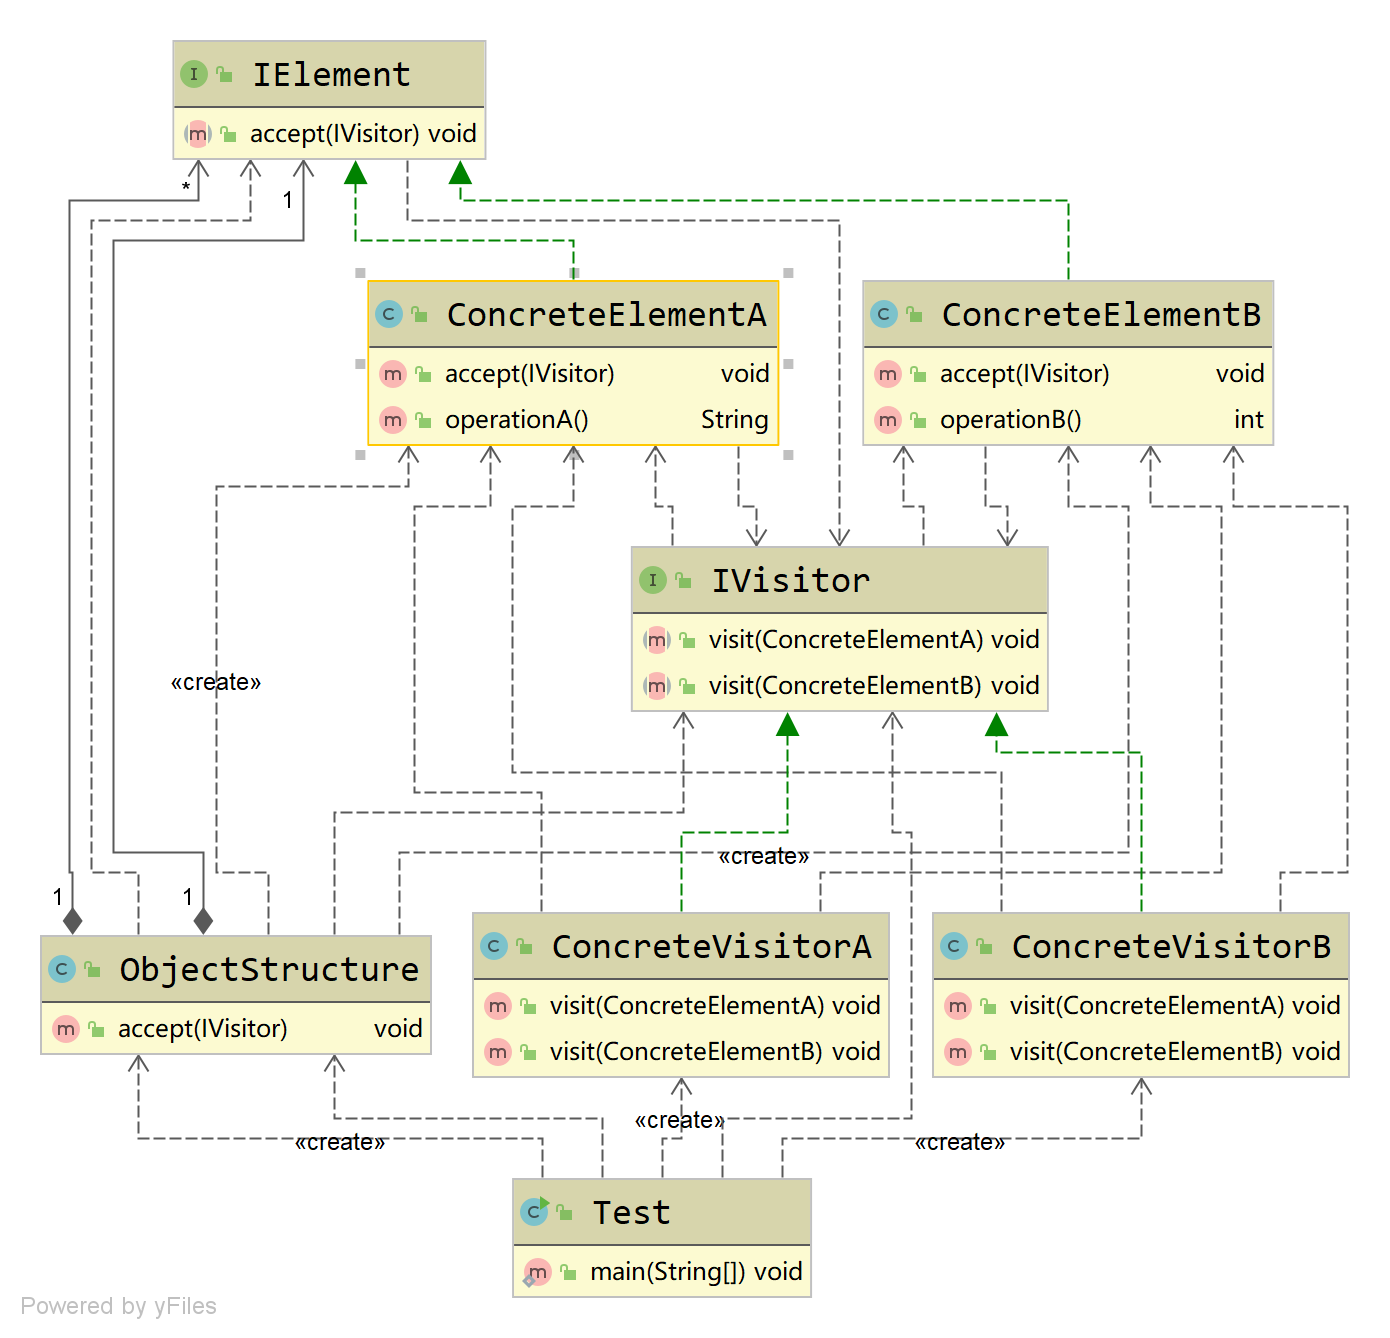 IElement
accept(IVisitor) void
*
1
ConcreteElementA
accept(IVisitor) void
operationA() String
ConcreteElementB
accept(IVisitor) void
operationB() int
IVisitor
visit(ConcreteElementA) void
visit(ConcreteElementB) void
«create»
«create»
1
1
ObjectStructure
accept(IVisitor) void
ConcreteVisitorA
visit(ConcreteElementA) void
visit(ConcreteElementB) void
ConcreteVisitorB
visit(ConcreteElementA) void
visit(ConcreteElementB) void
«create»
«create»
«create»
Test
main(String[]) void
Powered by yFiles